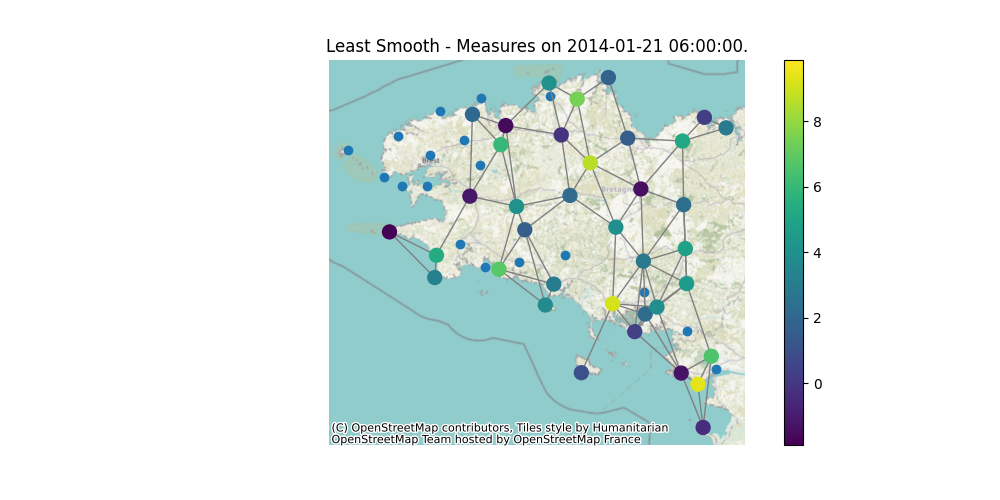 Least Smooth - Measures on 2014-01-21 06:00:00.
8
6
4
2
0
Brest
Bretagne
(C) OpenStreetMap contributors, Tiles style by Humanitarian
OpenStreetMap Team hosted by OpenStreetMap France